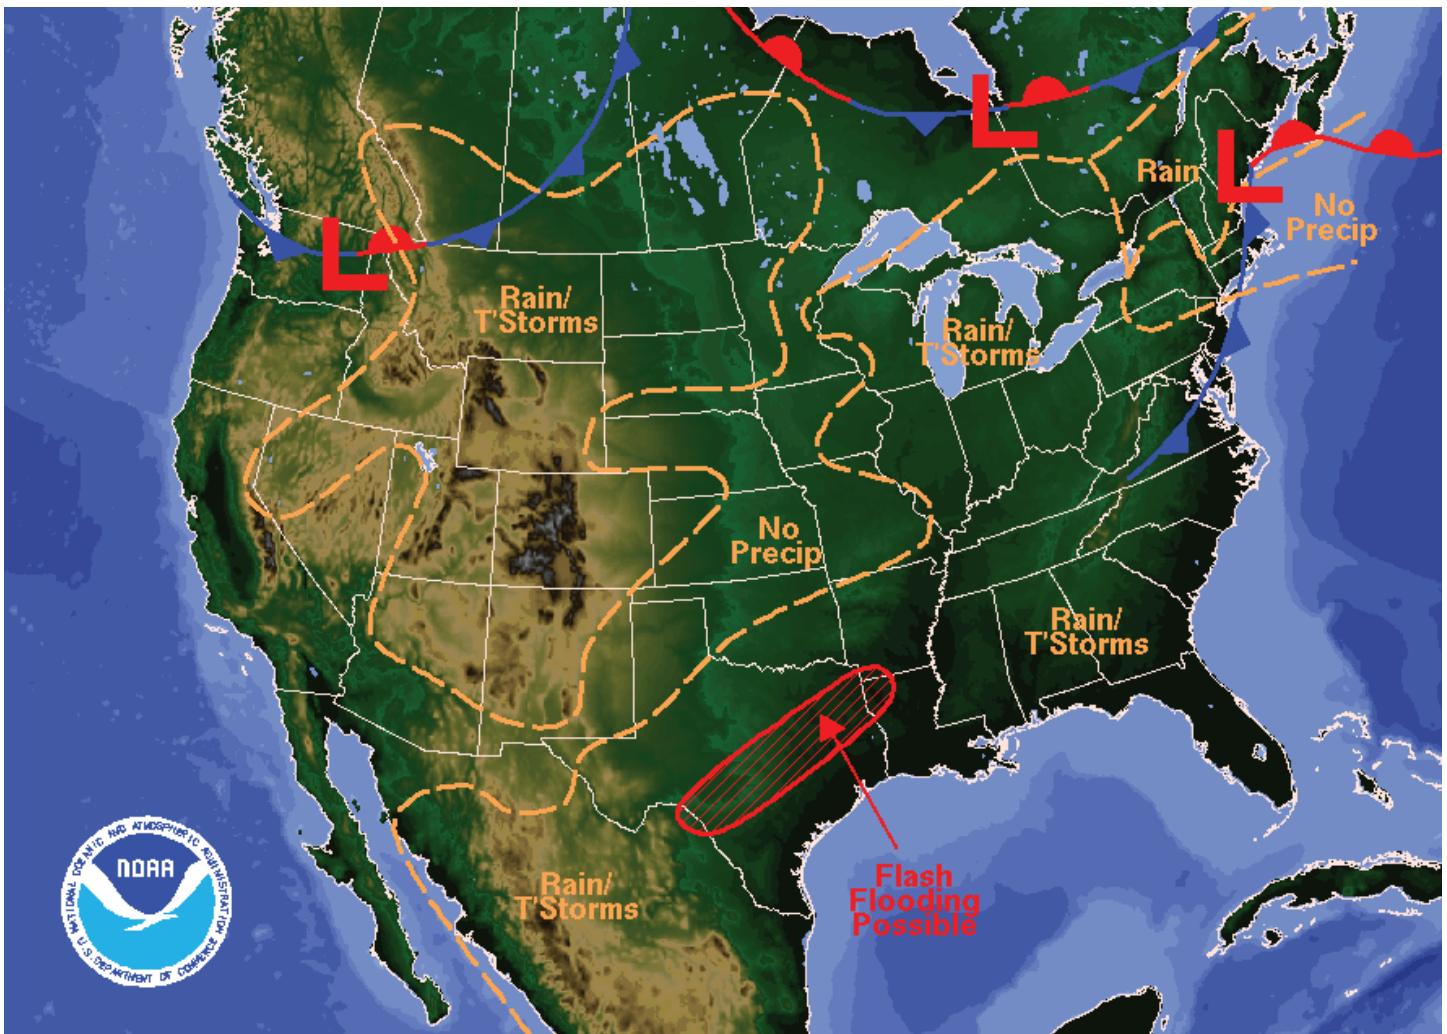 Rain
No
Precip
Rain/
T'Storms
Rain/
T'Storms
No
Precip
Rain/
T'Storms
Flash
Flooding
Possible
Rain/
T'Storms
L
L
L
NATIONAL OCEANIC AND ATMOSPHERIC ADMINISTRATION
NOAA
U.S. DEPARTMENT OF COMMERCE